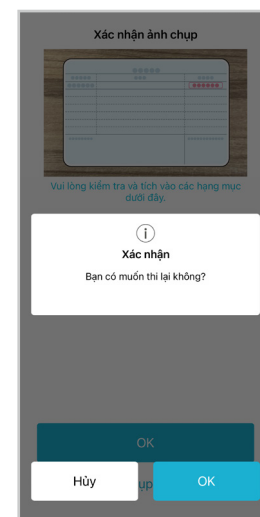 Xác nhận ảnh chụp
Vui lòng kiểm tra và tích vào các hạng mục
dưới đây.
Xác nhận
Bạn có muốn thi lại không?
OK
Hủy
ụp
OK